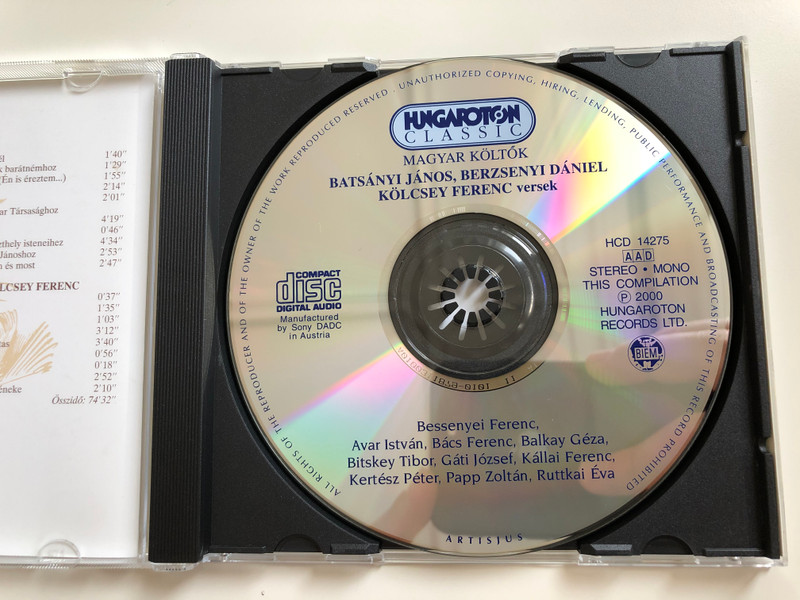 1'40"
k barátnémhoz 1'29"
(Én is éreztem...) 1'55"
2'14"
2'01"
ar Társasághoz
4'19"
0'46"
zethely isteneihez 4'34"
Jánoshoz 2'53"
n és most 2'47"
ÖLCSEY FERENC
0'37"
1'35"
1'03"
3'12"
tas 3'40"
0'56"
0'18"
2'52"
éneke 2'10"
Összidő: 74'32"
ALL RIGHTS OF THE REPRODUCER AND OF THE OWNER OF THE WORK REPRODUCED RESERVED · UNAUTHORIZED COPYING, HIRING, LENDING, PUBLIC PERFORMANCE AND BROADCASTING OF THIS RECORD PROHIBITED
HUNGAROTON
CLASSIC
MAGYAR KÖLTŐK
BATSÁNYI JÁNOS, BERZSENYI DÁNIEL
KÖLCSEY FERENC versek
COMPACT
disc
DIGITAL AUDIO
Manufactured
by Sony DADC
in Austria
HCD 14275
AAD
STEREO • MONO
THIS COMPILATION
Ⓟ 2000
HUNGAROTON
RECORDS LTD.
BIEM
Bessenyei Ferenc,
Avar István, Bács Ferenc, Balkay Géza,
Bitskey Tibor, Gáti József, Kállai Ferenc,
Kertész Péter, Papp Zoltán, Ruttkai Éva
ARTISJUS